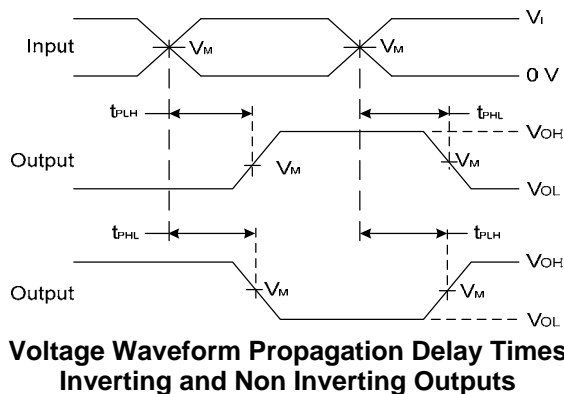 Input
VM
VM
VI
0 V
tPLH
tPHL
Output
VM
VM
VOH
VOL
tPHL
tPLH
Output
VM
VM
VOH
VOL
Voltage Waveform Propagation Delay Times
Inverting and Non Inverting Outputs